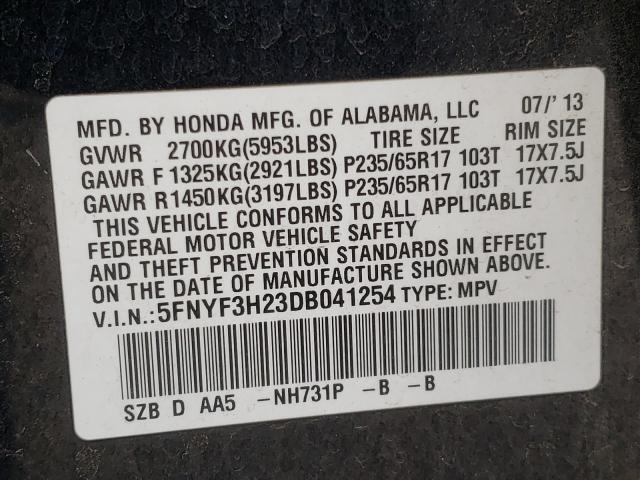 MFD. BY HONDA MFG. OF ALABAMA, LLC 07/' 13
GVWR 2700KG(5953LBS) TIRE SIZE RIM SIZE
GAWR F 1325KG(2921LBS) P235/65R17 103T 17X7.5J
GAWR R1450KG(3197LBS) P235/65R17 103T 17X7.5J
THIS VEHICLE CONFORMS TO ALL APPLICABLE
FEDERAL MOTOR VEHICLE SAFETY
AND THEFT PREVENTION STANDARDS IN EFFECT
ON THE DATE OF MANUFACTURE SHOWN ABOVE.
V.I.N.:5FNYF3H23DB041254 TYPE: MPV
SZB D AA5 -NH731P -B -B